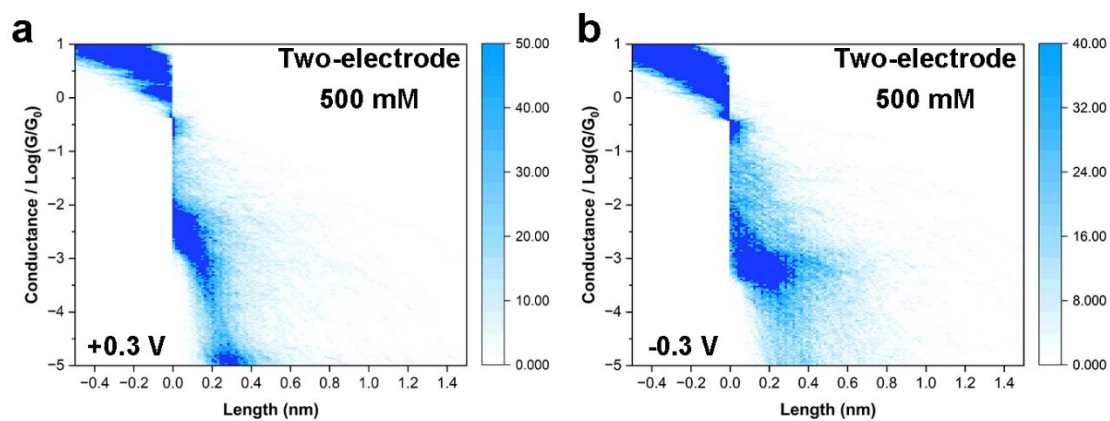 a
Two-electrode
500 mM
+0.3 V
Conductance / Log(G/G₀)
1
0
−1
−2
−3
−4
−5
−0.4 −0.2 0.0 0.2 0.4 0.6 0.8 1.0 1.2 1.4
Length (nm)
50.00
40.00
30.00
20.00
10.00
0.000
b
Two-electrode
500 mM
-0.3 V
Conductance / Log(G/G₀)
1
0
−1
−2
−3
−4
−5
−0.4 −0.2 0.0 0.2 0.4 0.6 0.8 1.0 1.2 1.4
Length (nm)
40.00
32.00
24.00
16.00
8.000
0.000